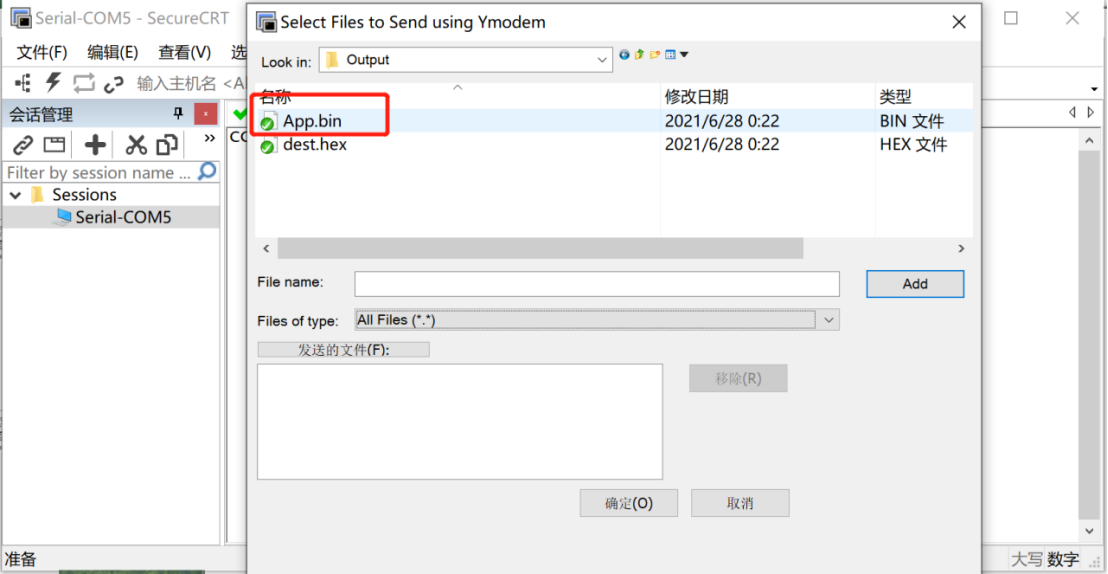 Serial-COM5 - SecureCRT
Select Files to Send using Ymodem
文件(F) 编辑(E) 查看(V) 选
Look in: Output
输入主机名 <Al
名称 修改日期 类型
会话管理
App.bin 2021/6/28 0:22 BIN 文件
CC
dest.hex 2021/6/28 0:22 HEX 文件
Filter by session name ...
Sessions
Serial-COM5
File name: Add
Files of type: All Files (*.*)
发送的文件(F):
移除(R)
确定(O) 取消
准备 大写 数字